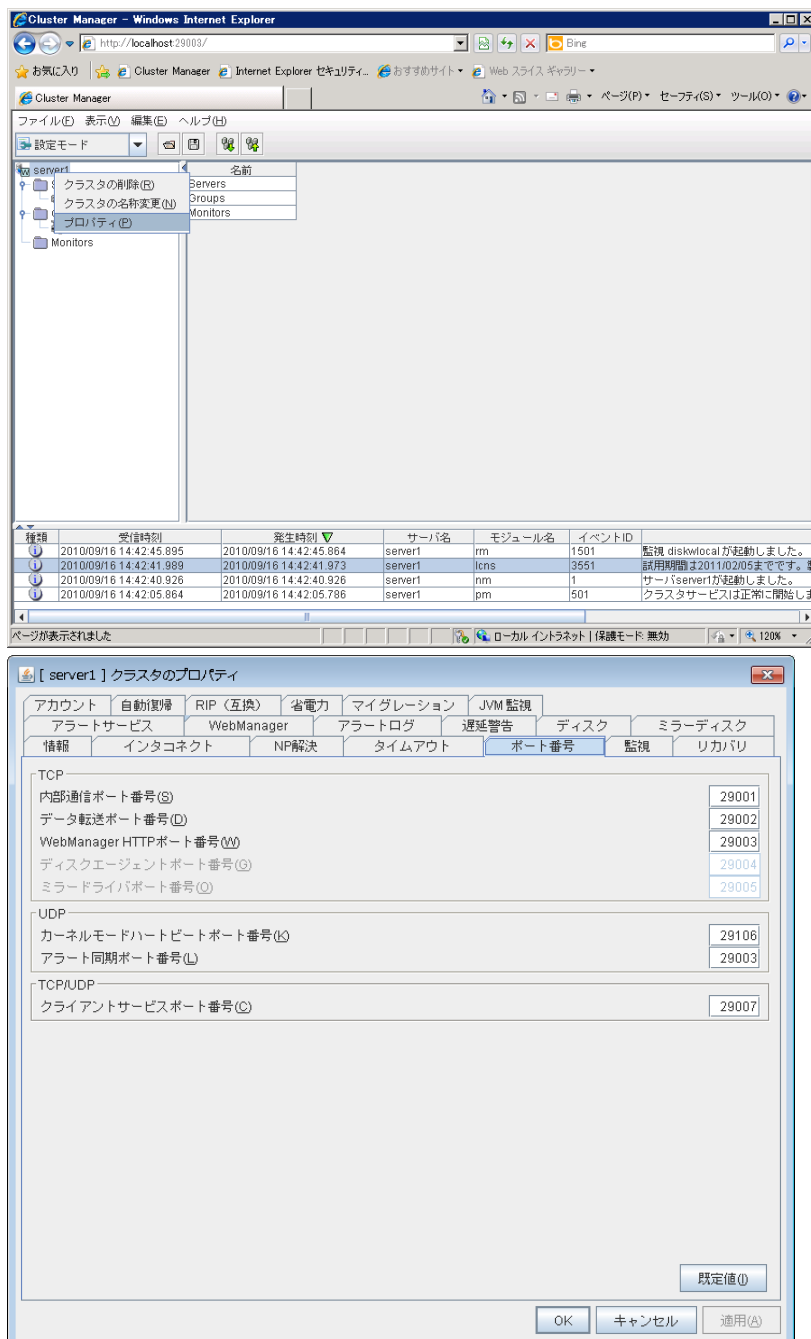 Cluster Manager - Windows Internet Explorer
http://localhost:29003/
Bing
お気に入り Cluster Manager Internet Explorer セキュリティ... おすすめサイト Web スライス ギャラリー
Cluster Manager ページ(P) セーフティ(S) ツール(O)
ファイル(F) 表示(V) 編集(E) ヘルプ(H)
設定モード
server1 名前
クラスタの削除(R) Servers
クラスタの名称変更(N) Groups
プロパティ(P) Monitors
Monitors
種類 受信時刻 発生時刻 サーバ名 モジュール名 イベントID
2010/09/16 14:42:45.895 2010/09/16 14:42:45.864 server1 rm 1501 監視 diskwlocal が起動しました。
2010/09/16 14:42:41.989 2010/09/16 14:42:41.973 server1 lcns 3551 試用期間は2011/02/05までです。
2010/09/16 14:42:40.926 2010/09/16 14:42:40.926 server1 nm 1 サーバserver1が起動しました。
2010/09/16 14:42:05.864 2010/09/16 14:42:05.786 server1 pm 501 クラスタサービスは正常に開始しま
ページが表示されました ローカル イントラネット | 保護モード: 無効 120%
[ server1 ] クラスタのプロパティ
アカウント 自動復帰 RIP（互換） 省電力 マイグレーション JVM 監視
アラートサービス WebManager アラートログ 遅延警告 ディスク ミラーディスク
情報 インタコネクト NP解決 タイムアウト ポート番号 監視 リカバリ
TCP
内部通信ポート番号(S) 29001
データ転送ポート番号(D) 29002
WebManager HTTPポート番号(W) 29003
ディスクエージェントポート番号(G) 29004
ミラードライバポート番号(O) 29005
UDP
カーネルモードハートビートポート番号(K) 29106
アラート同期ポート番号(L) 29003
TCP/UDP
クライアントサービスポート番号(C) 29007
既定値(I)
OK キャンセル 適用(A)